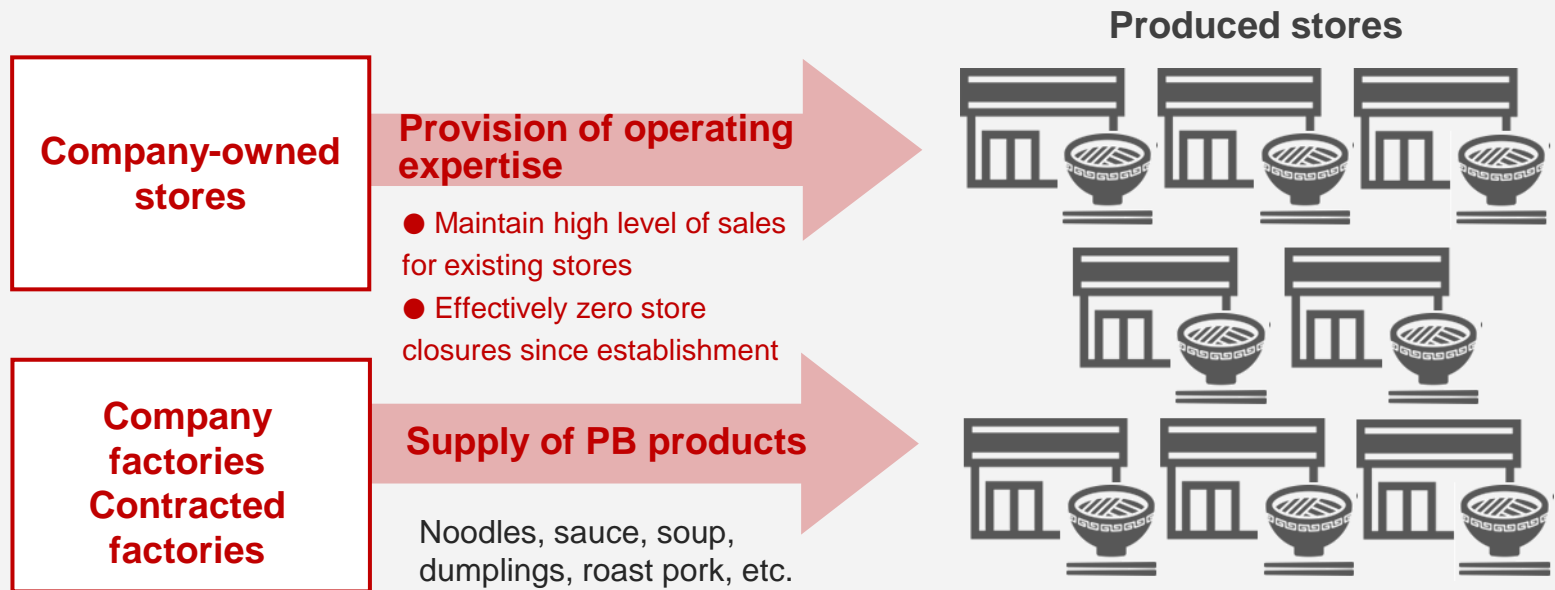 Produced stores
Company-owned
stores
Provision of operating
expertise
● Maintain high level of sales
for existing stores
● Effectively zero store
closures since establishment
Company
factories
Contracted
factories
Supply of PB products
Noodles, sauce, soup,
dumplings, roast pork, etc.